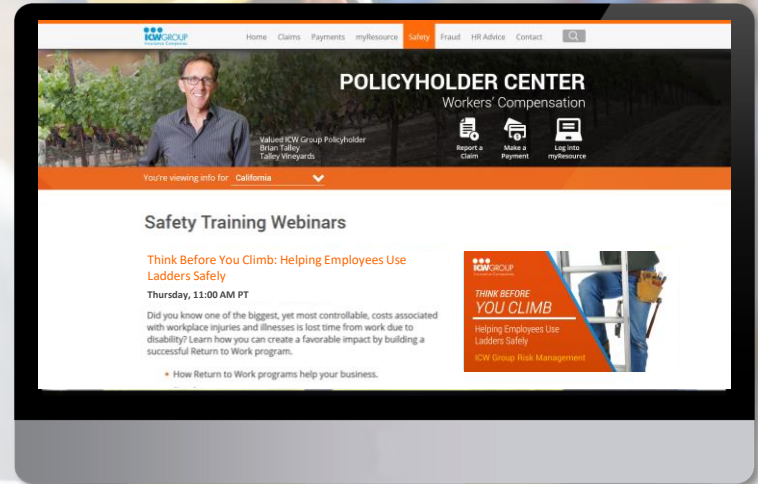 ICWGROUP
Insurance Companies
Home Claims Payments myResource Safety Fraud HR Advice Contact
POLICYHOLDER CENTER
Workers' Compensation
Valued ICW Group Policyholder
Brian Talley
Talley Vineyards
Report a
Claim
Make a
Payment
Log into
myResource
You're viewing info for California
Safety Training Webinars
Think Before You Climb: Helping Employees Use
Ladders Safely
Thursday, 11:00 AM PT
Did you know one of the biggest, yet most controllable, costs associated
with workplace injuries and illnesses is lost time from work due to
disability? Learn how you can create a favorable impact by building a
successful Return to Work program.
How Return to Work programs help your business.
ICWGROUP
Insurance Companies
THINK BEFORE
YOU CLIMB
Helping Employees Use
Ladders Safely
ICW Group Risk Management